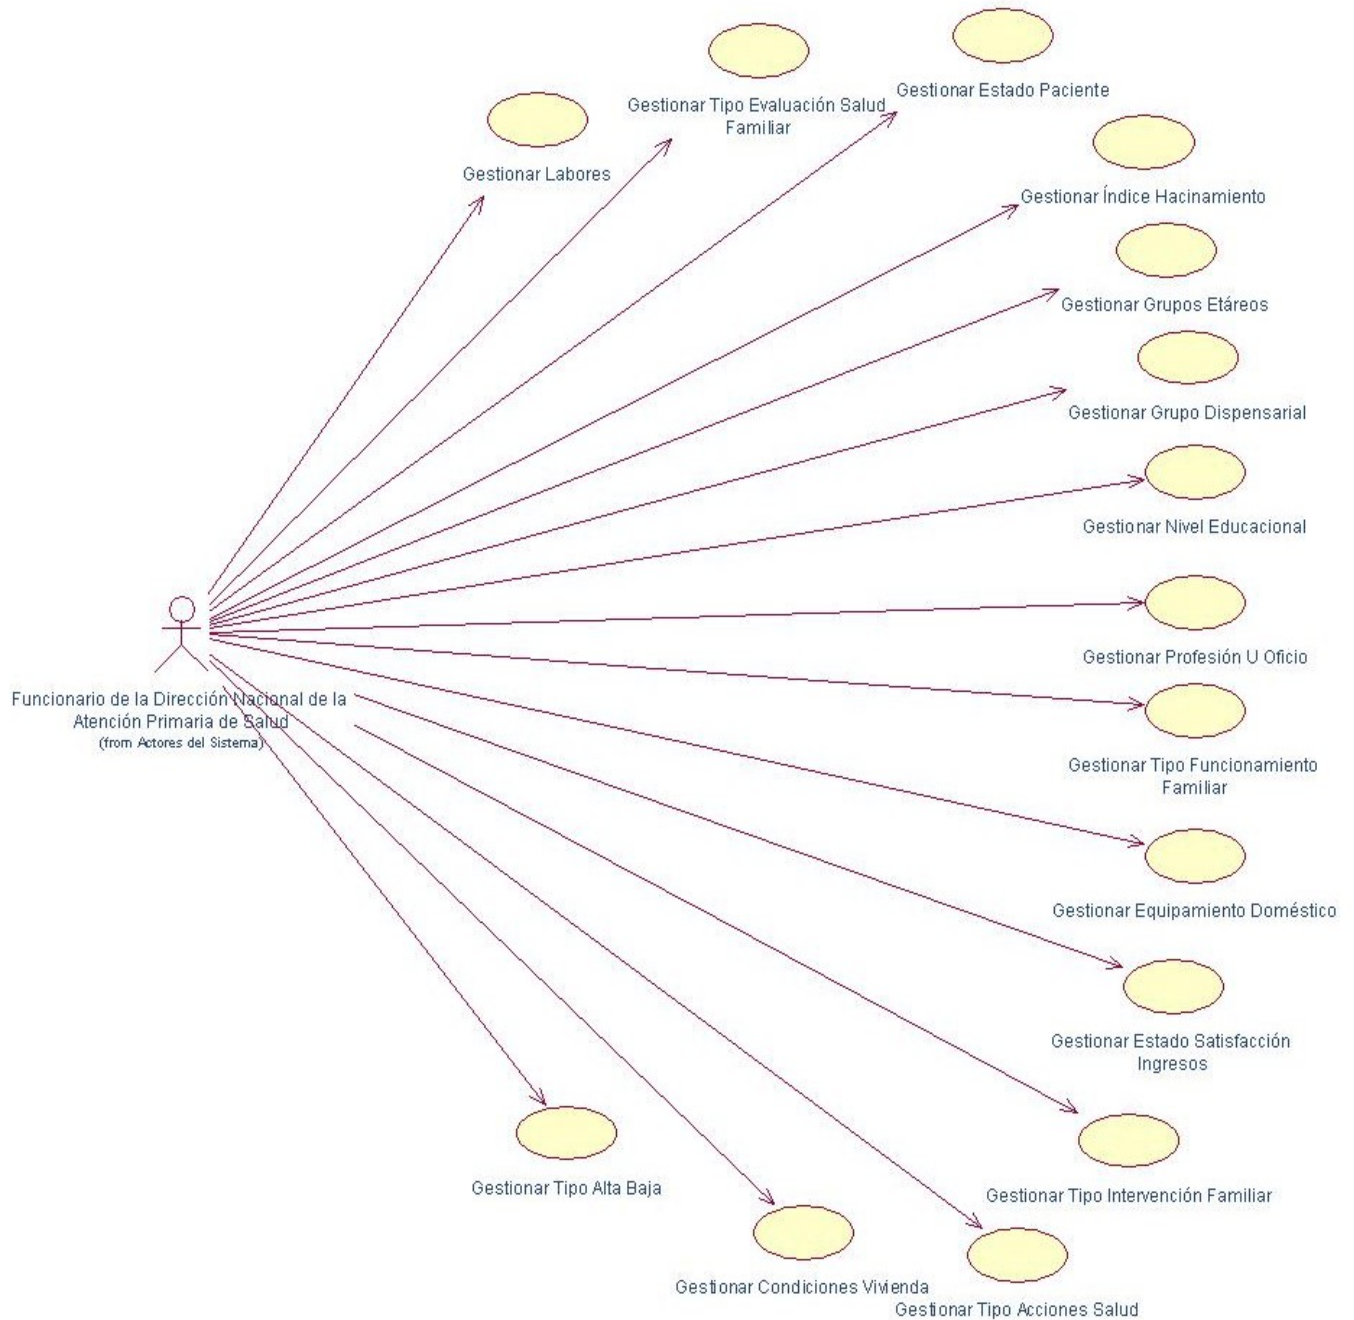 Gestionar Estado Paciente
Gestionar Tipo Evaluación Salud
Familiar
Gestionar Labores
Gestionar Índice Hacinamiento
Gestionar Grupos Etáreos
Gestionar Grupo Dispensarial
Gestionar Nivel Educacional
Gestionar Profesión U Oficio
Funcionario de la Dirección Nacional de la
Atención Primaria de Salud
(from Actores del Sistema)
Gestionar Tipo Funcionamiento
Familiar
Gestionar Equipamiento Doméstico
Gestionar Estado Satisfacción
Ingresos
Gestionar Tipo Alta Baja
Gestionar Tipo Intervención Familiar
Gestionar Condiciones Vivienda
Gestionar Tipo Acciones Salud